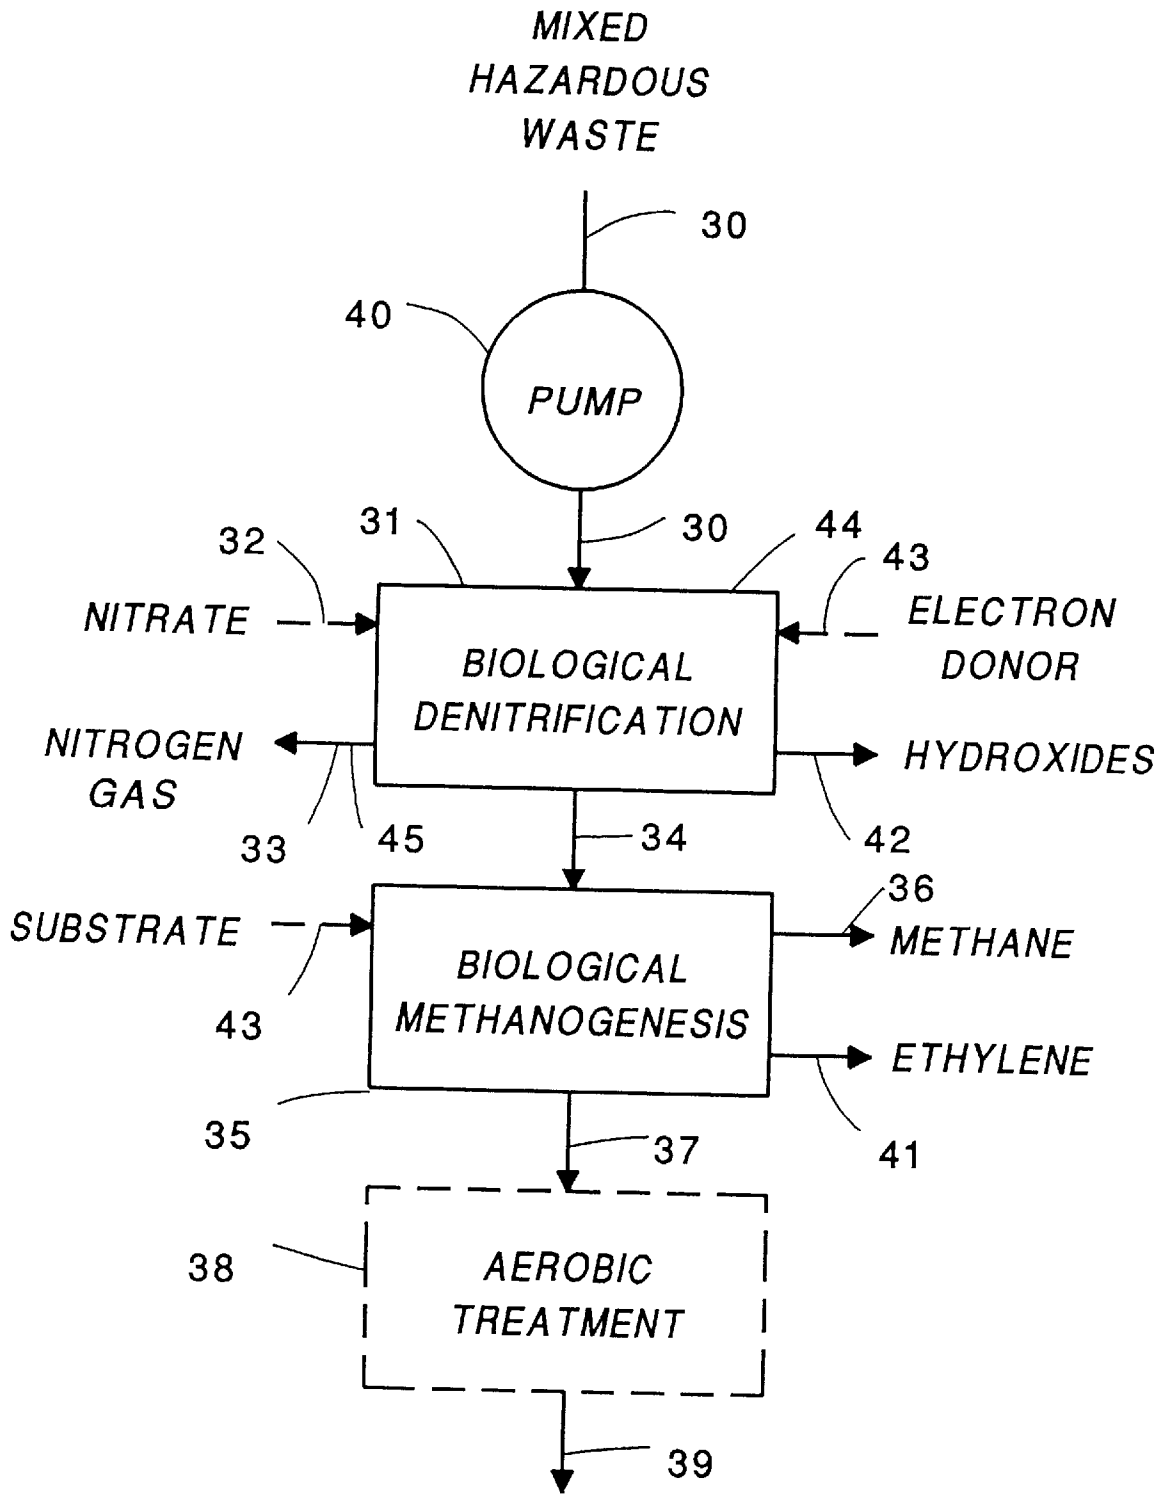 MIXED
HAZARDOUS
WASTE
30
40
PUMP
31
30
44
32
43
NITRATE
ELECTRON
DONOR
BIOLOGICAL
DENITRIFICATION
NITROGEN
GAS
HYDROXIDES
33
45
34
42
36
SUBSTRATE
METHANE
BIOLOGICAL
METHANOGENESIS
43
ETHYLENE
35
37
41
38
AEROBIC
TREATMENT
39